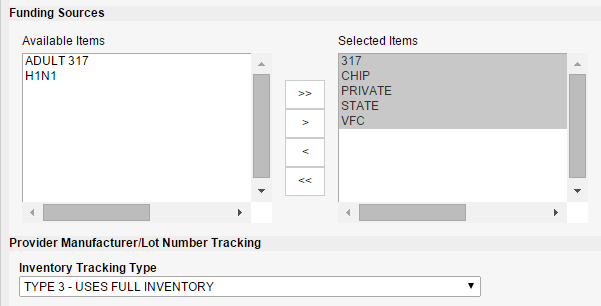 Funding Sources
Available Items
ADULT 317
H1N1
>>
>
<
<<
Selected Items
317
CHIP
PRIVATE
STATE
VFC
Provider Manufacturer/Lot Number Tracking
Inventory Tracking Type
TYPE 3 - USES FULL INVENTORY